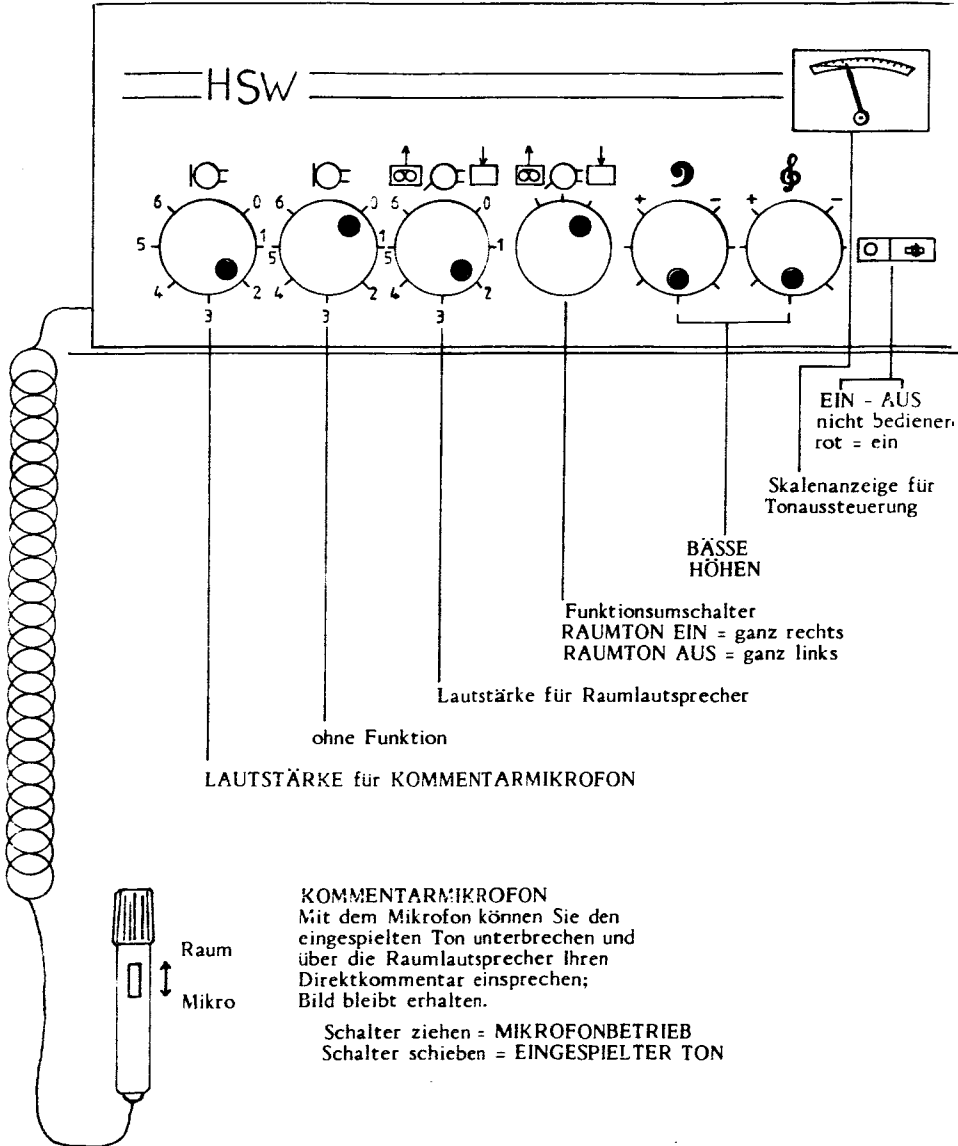 HSW
6 0 6 0 6 0
5 1 5 1 5 1
4 2 4 2 4 2
3 3 3
+ - + -
EIN - AUS
nicht bedienen
rot = ein
Skalenanzeige für
Tonaussteuerung
BÄSSE
HÖHEN
Funktionsumschalter
RAUMTON EIN = ganz rechts
RAUMTON AUS = ganz links
Lautstärke für Raumlautsprecher
ohne Funktion
LAUTSTÄRKE für KOMMENTARMIKROFON
Raum
Mikro
KOMMENTARMIKROFON
Mit dem Mikrofon können Sie den
eingespielten Ton unterbrechen und
über die Raumlautsprecher Ihren
Direktkommentar einsprechen;
Bild bleibt erhalten.
Schalter ziehen = MIKROFONBETRIEB
Schalter schieben = EINGESPIELTER TON